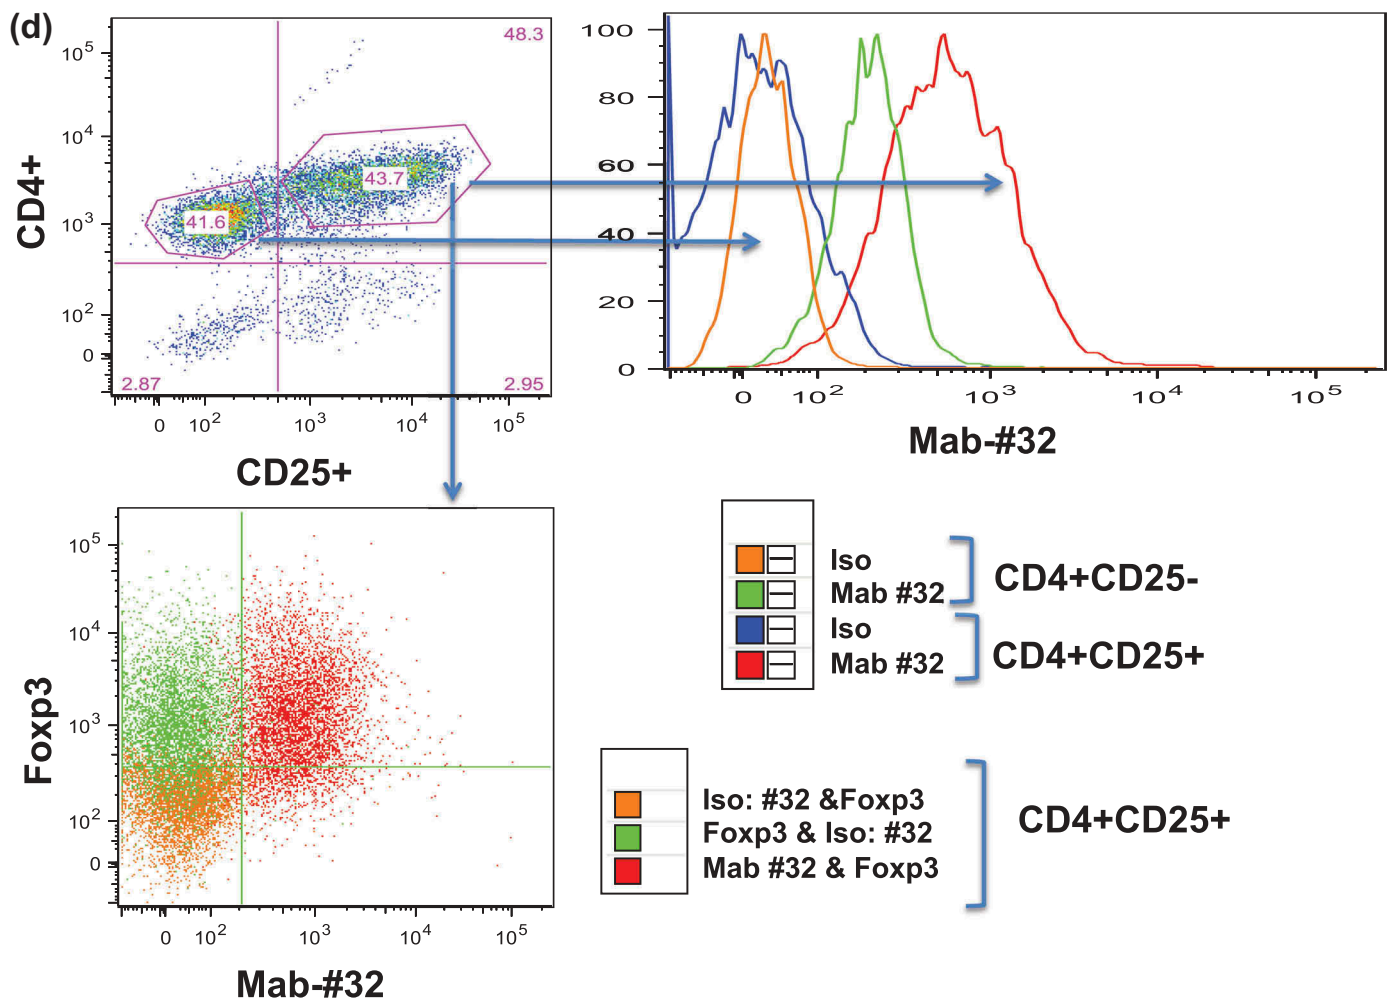 (d)
48.3
43.7
41.6
2.87
2.95
10^5
10^4
10^3
10^2
0
CD4+
0 10^2 10^3 10^4 10^5
CD25+
100
80
60
40
20
0
0 10^2 10^3 10^4 10^5
Mab-#32
10^5
10^4
10^3
10^2
0
Foxp3
0 10^2 10^3 10^4 10^5
Mab-#32
Iso
Mab #32
CD4+CD25-
Iso
Mab #32
CD4+CD25+
Iso: #32 &Foxp3
Foxp3 & Iso: #32
Mab #32 & Foxp3
CD4+CD25+